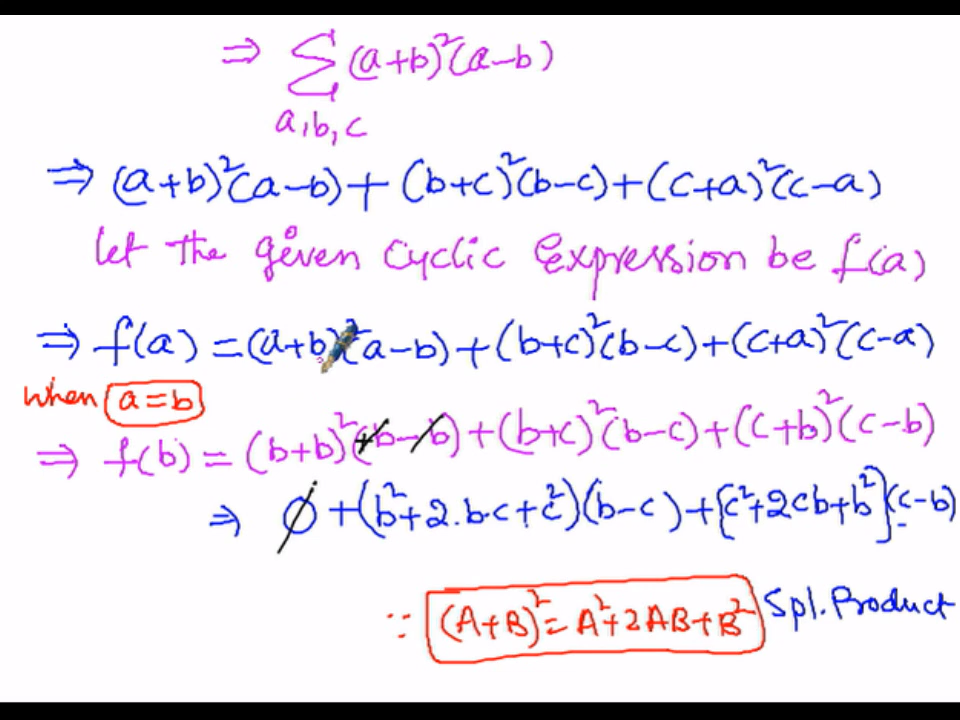 ⇒ ∑ (a+b)²(a-b)
a,b,c
⇒ (a+b)²(a-b) + (b+c)²(b-c) + (c+a)²(c-a)
let the given cyclic Expression be f(a)
⇒ f(a) = (a+b)²(a-b) + (b+c)²(b-c) + (c+a)²(c-a)
when a=b
⇒ f(b) = (b+b)²(b-b) + (b+c)²(b-c) + (c+b)²(c-b)
⇒ 0 + (b²+2.b.c+c²)(b-c) + [c²+2cb+b²](c-b)
∵ (A+B)² = A²+2AB+B² Spl. Product